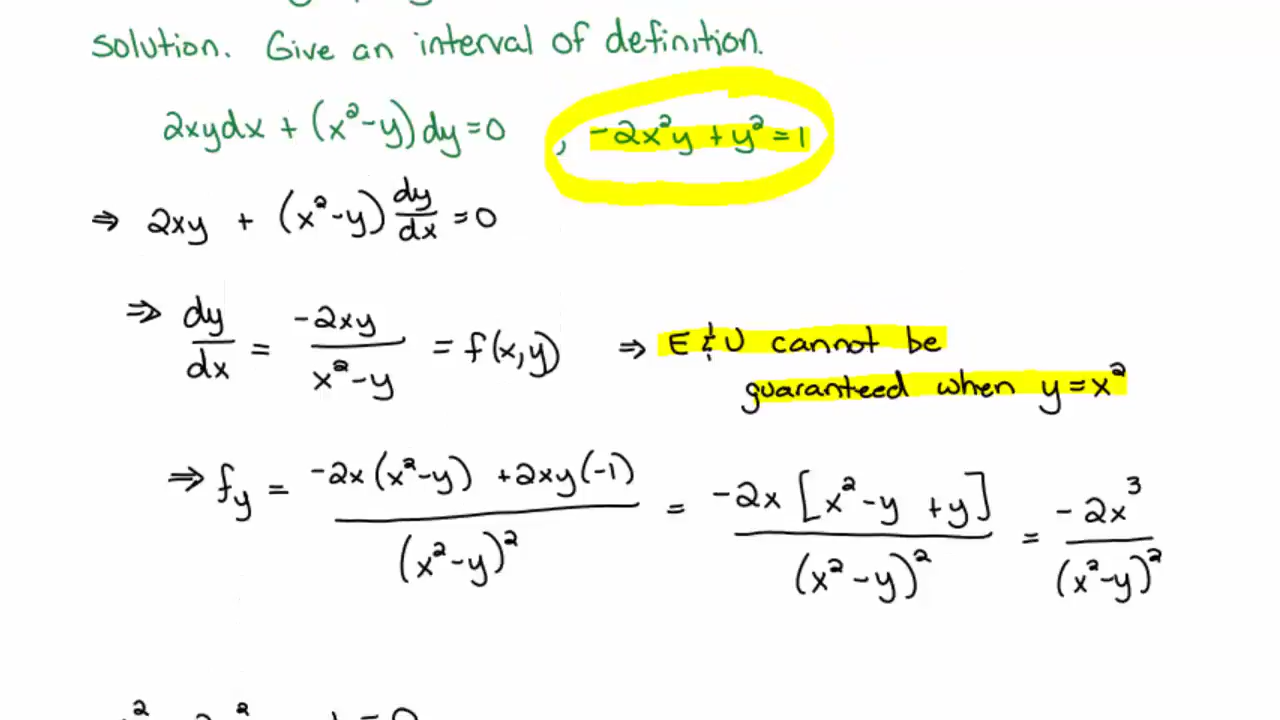 solution. Give an interval of definition.
2xydx + (x²-y)dy=0 , -2x²y + y² = 1
⇒ 2xy + (x²-y) dy/dx = 0
⇒ dy/dx = -2xy / x²-y = f(x,y) ⇒ E & U cannot be
guaranteed when y=x²
⇒ fy = -2x(x²-y) +2xy(-1) / (x²-y)² = -2x [x²-y +y] / (x²-y)² = -2x³ / (x²-y)²